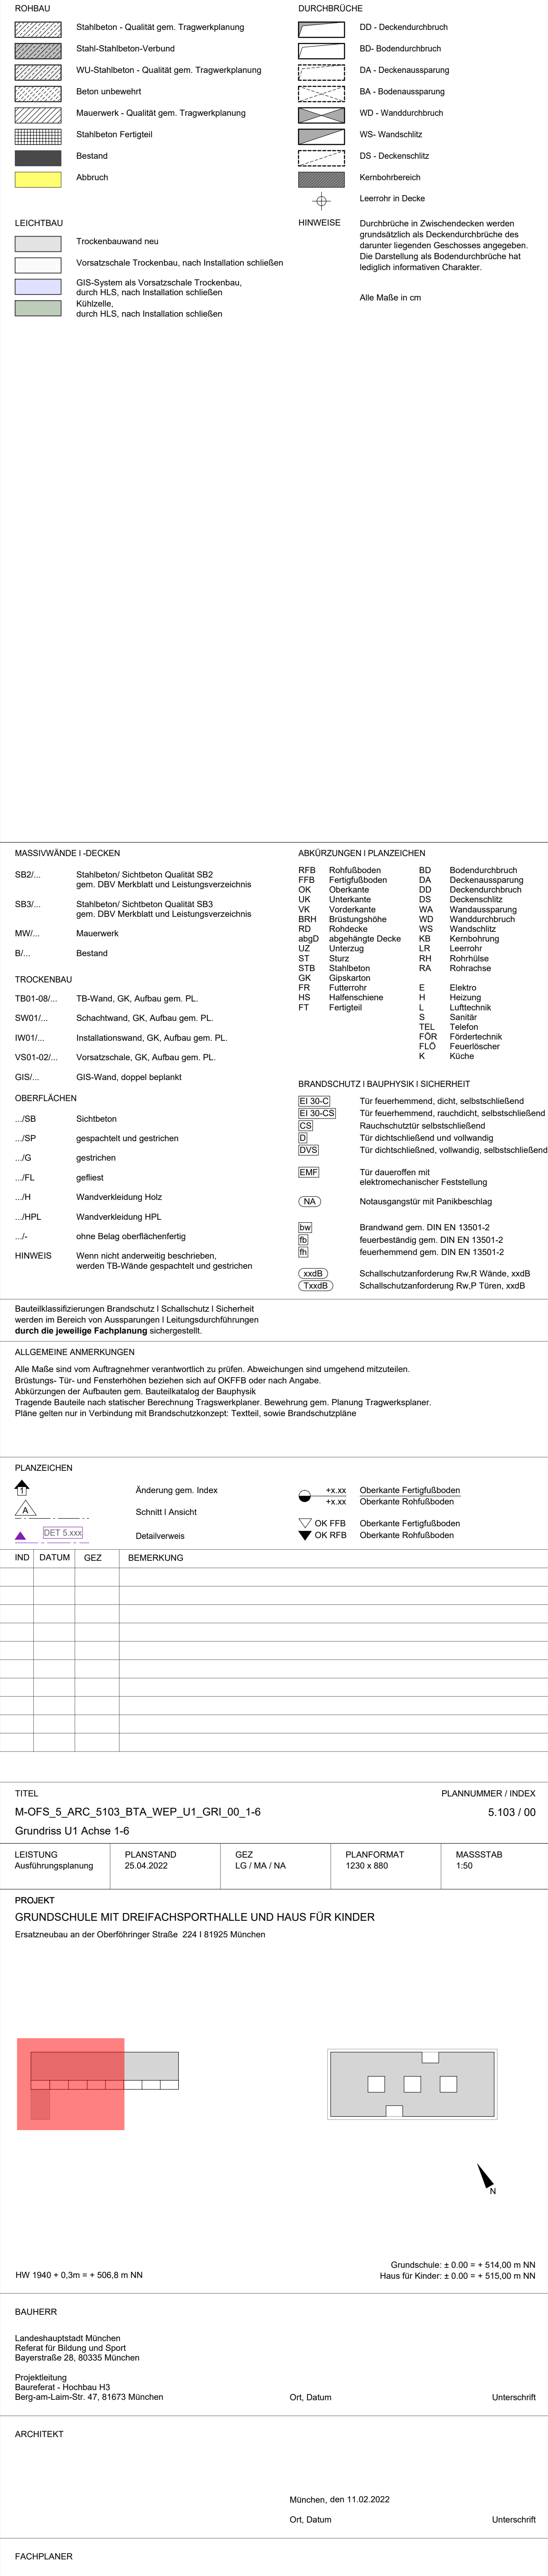 ROHBAU
Stahlbeton - Qualität gem. Tragwerkplanung
Stahl-Stahlbeton-Verbund
WU-Stahlbeton - Qualität gem. Tragwerkplanung
Beton unbewehrt
Mauerwerk - Qualität gem. Tragwerkplanung
Stahlbeton Fertigteil
Bestand
Abbruch
LEICHTBAU
Trockenbauwand neu
Vorsatzschale Trockenbau, nach Installation schließen
GIS-System als Vorsatzschale Trockenbau,
durch HLS, nach Installation schließen
Kühlzelle,
durch HLS, nach Installation schließen
DURCHBRÜCHE
DD - Deckendurchbruch
BD- Bodendurchbruch
DA - Deckenaussparung
BA - Bodenaussparung
WD - Wanddurchbruch
WS- Wandschlitz
DS - Deckenschlitz
Kernbohrbereich
Leerrohr in Decke
HINWEISE
Durchbrüche in Zwischendecken werden
grundsätzlich als Deckendurchbrüche des
darunter liegenden Geschosses angegeben.
Die Darstellung als Bodendurchbrüche hat
lediglich informativen Charakter.
Alle Maße in cm
MASSIVWÄNDE I -DECKEN
SB2/... Stahlbeton/ Sichtbeton Qualität SB2
gem. DBV Merkblatt und Leistungsverzeichnis
SB3/... Stahlbeton/ Sichtbeton Qualität SB3
gem. DBV Merkblatt und Leistungsverzeichnis
MW/... Mauerwerk
B/... Bestand
TROCKENBAU
TB01-08/... TB-Wand, GK, Aufbau gem. PL.
SW01/... Schachtwand, GK, Aufbau gem. PL.
IW01/... Installationswand, GK, Aufbau gem. PL.
VS01-02/... Vorsatzschale, GK, Aufbau gem. PL.
GIS/... GIS-Wand, doppel beplankt
OBERFLÄCHEN
.../SB Sichtbeton
.../SP gespachtelt und gestrichen
.../G gestrichen
.../FL gefliest
.../H Wandverkleidung Holz
.../HPL Wandverkleidung HPL
.../- ohne Belag oberflächenfertig
HINWEIS Wenn nicht anderweitig beschrieben,
werden TB-Wände gespachtelt und gestrichen
ABKÜRZUNGEN I PLANZEICHEN
RFB Rohfußboden BD Bodendurchbruch
FFB Fertigfußboden DA Deckenaussparung
OK Oberkante DD Deckendurchbruch
UK Unterkante DS Deckenschlitz
VK Vorderkante WA Wandaussparung
BRH Brüstungshöhe WD Wanddurchbruch
RD Rohdecke WS Wandschlitz
abgD abgehängte Decke KB Kernbohrung
UZ Unterzug LR Leerrohr
ST Sturz RH Rohrhülse
STB Stahlbeton RA Rohrachse
GK Gipskarton
FR Futterrohr E Elektro
HS Halfenschiene H Heizung
FT Fertigteil L Lufttechnik
S Sanitär
TEL Telefon
FÖR Fördertechnik
FLÖ Feuerlöscher
K Küche
BRANDSCHUTZ I BAUPHYSIK I SICHERHEIT
EI 30-C Tür feuerhemmend, dicht, selbstschließend
EI 30-CS Tür feuerhemmend, rauchdicht, selbstschließend
CS Rauchschutztür selbstschließend
D Tür dichtschließend und vollwandig
DVS Tür dichtschließned, vollwandig, selbstschließend
EMF Tür daueroffen mit
elektromechanischer Feststellung
NA Notausgangstür mit Panikbeschlag
bw Brandwand gem. DIN EN 13501-2
fb feuerbeständig gem. DIN EN 13501-2
fh feuerhemmend gem. DIN EN 13501-2
xxdB Schallschutzanforderung Rw,R Wände, xxdB
TxxdB Schallschutzanforderung Rw,P Türen, xxdB
Bauteilklassifizierungen Brandschutz I Schallschutz I Sicherheit
werden im Bereich von Aussparungen I Leitungsdurchführungen
durch die jeweilige Fachplanung sichergestellt.
ALLGEMEINE ANMERKUNGEN
Alle Maße sind vom Auftragnehmer verantwortlich zu prüfen. Abweichungen sind umgehend mitzuteilen.
Brüstungs- Tür- und Fensterhöhen beziehen sich auf OKFFB oder nach Angabe.
Abkürzungen der Aufbauten gem. Bauteilkatalog der Bauphysik
Tragende Bauteile nach statischer Berechnung Tragswerkplaner. Bewehrung gem. Planung Tragwerksplaner.
Pläne gelten nur in Verbindung mit Brandschutzkonzept: Textteil, sowie Brandschutzpläne
PLANZEICHEN
1 Änderung gem. Index
A Schnitt I Ansicht
DET 5.xxx Detailverweis
+x.xx Oberkante Fertigfußboden
+x.xx Oberkante Rohfußboden
OK FFB Oberkante Fertigfußboden
OK RFB Oberkante Rohfußboden
IND DATUM GEZ BEMERKUNG
TITEL PLANNUMMER / INDEX
M-OFS_5_ARC_5103_BTA_WEP_U1_GRI_00_1-6 5.103 / 00
Grundriss U1 Achse 1-6
LEISTUNG PLANSTAND GEZ PLANFORMAT MASSSTAB
Ausführungsplanung 25.04.2022 LG / MA / NA 1230 x 880 1:50
PROJEKT
GRUNDSCHULE MIT DREIFACHSPORTHALLE UND HAUS FÜR KINDER
Ersatzneubau an der Oberföhringer Straße 224 I 81925 München
N
Grundschule: ± 0.00 = + 514,00 m NN
HW 1940 + 0,3m = + 506,8 m NN Haus für Kinder: ± 0.00 = + 515,00 m NN
BAUHERR
Landeshauptstadt München
Referat für Bildung und Sport
Bayerstraße 28, 80335 München
Projektleitung
Baureferat - Hochbau H3
Berg-am-Laim-Str. 47, 81673 München Ort, Datum Unterschrift
ARCHITEKT
München, den 11.02.2022
Ort, Datum Unterschrift
FACHPLANER